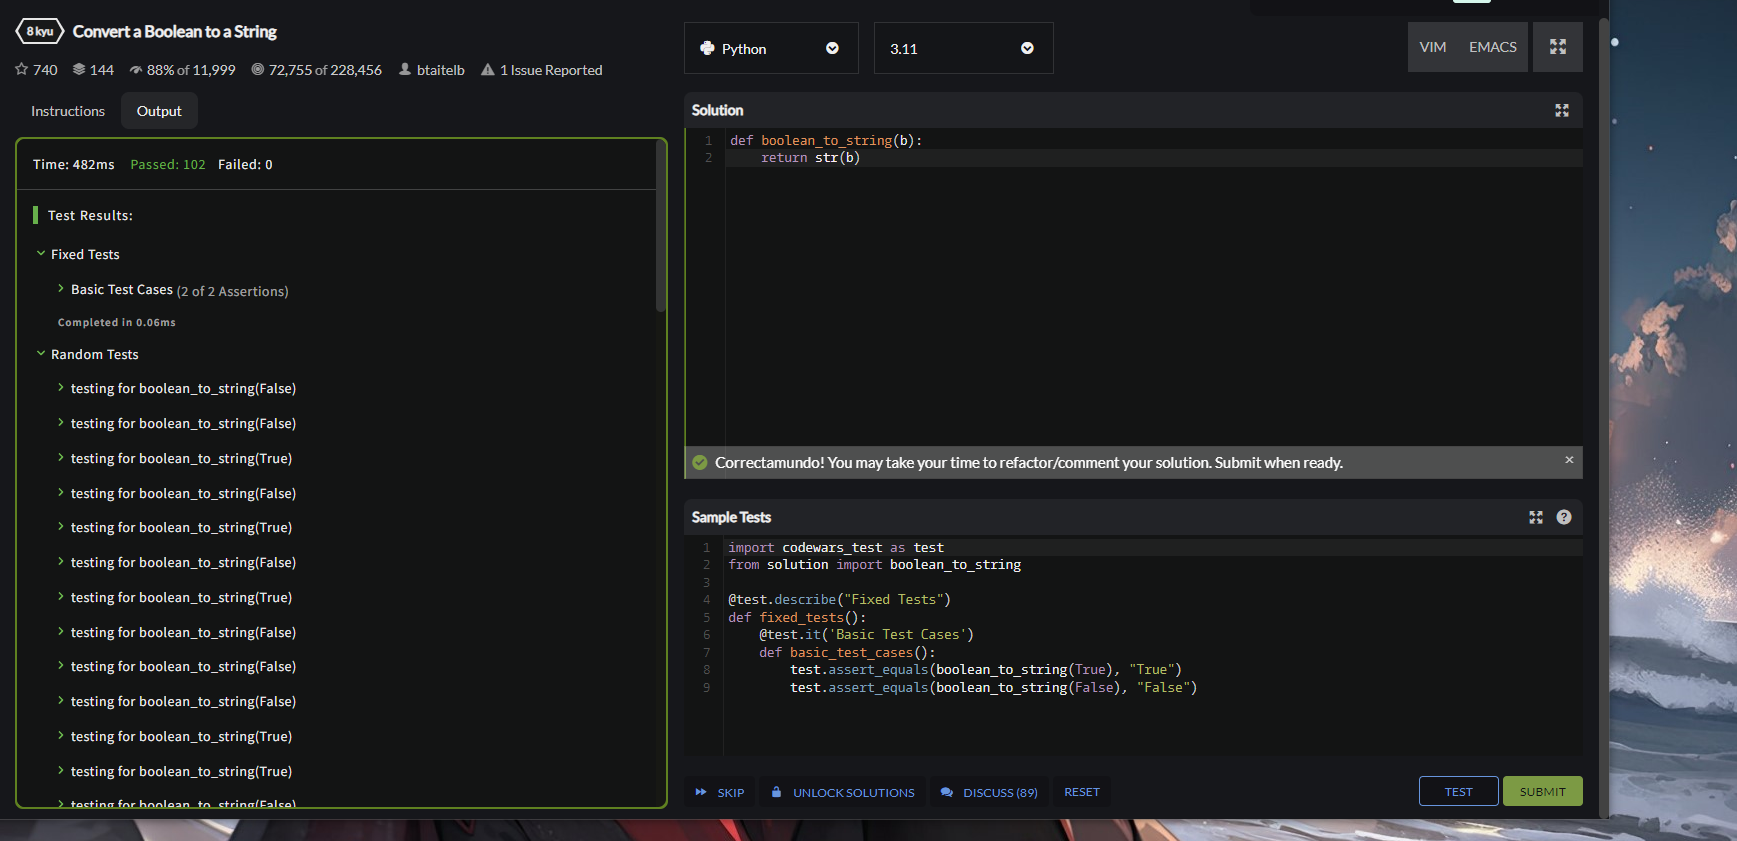 8 kyu Convert a Boolean to a String
740 144 88% of 11,999 72,755 of 228,456 btaitelb 1 Issue Reported
Instructions Output
Time: 482ms Passed: 102 Failed: 0
Test Results:
Fixed Tests
Basic Test Cases (2 of 2 Assertions)
Completed in 0.06ms
Random Tests
testing for boolean_to_string(False)
testing for boolean_to_string(False)
testing for boolean_to_string(True)
testing for boolean_to_string(False)
testing for boolean_to_string(True)
testing for boolean_to_string(False)
testing for boolean_to_string(True)
testing for boolean_to_string(False)
testing for boolean_to_string(False)
testing for boolean_to_string(False)
testing for boolean_to_string(True)
testing for boolean_to_string(True)
testing for boolean_to_string(False)
Python 3.11 VIM EMACS
Solution
1 def boolean_to_string(b):
2 return str(b)
Correctamundo! You may take your time to refactor/comment your solution. Submit when ready. ×
Sample Tests ?
1 import codewars_test as test
2 from solution import boolean_to_string
3
4 @test.describe("Fixed Tests")
5 def fixed_tests():
6 @test.it('Basic Test Cases')
7 def basic_test_cases():
8 test.assert_equals(boolean_to_string(True), "True")
9 test.assert_equals(boolean_to_string(False), "False")
SKIP UNLOCK SOLUTIONS DISCUSS (89) RESET TEST SUBMIT